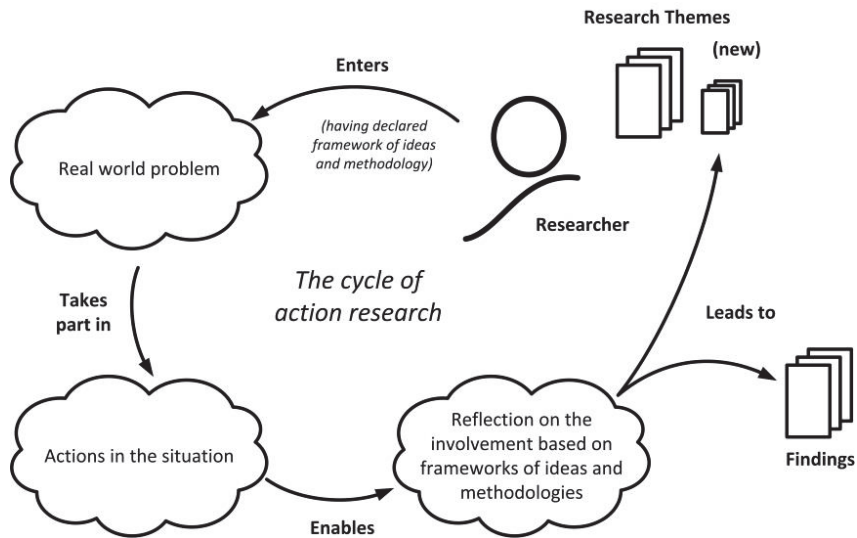 Research Themes
(new)
Enters
(having declared
framework of ideas
and methodology)
Real world problem
Researcher
The cycle of
action research
Takes
part in
Leads to
Actions in the situation
Reflection on the
involvement based on
frameworks of ideas and
methodologies
Findings
Enables